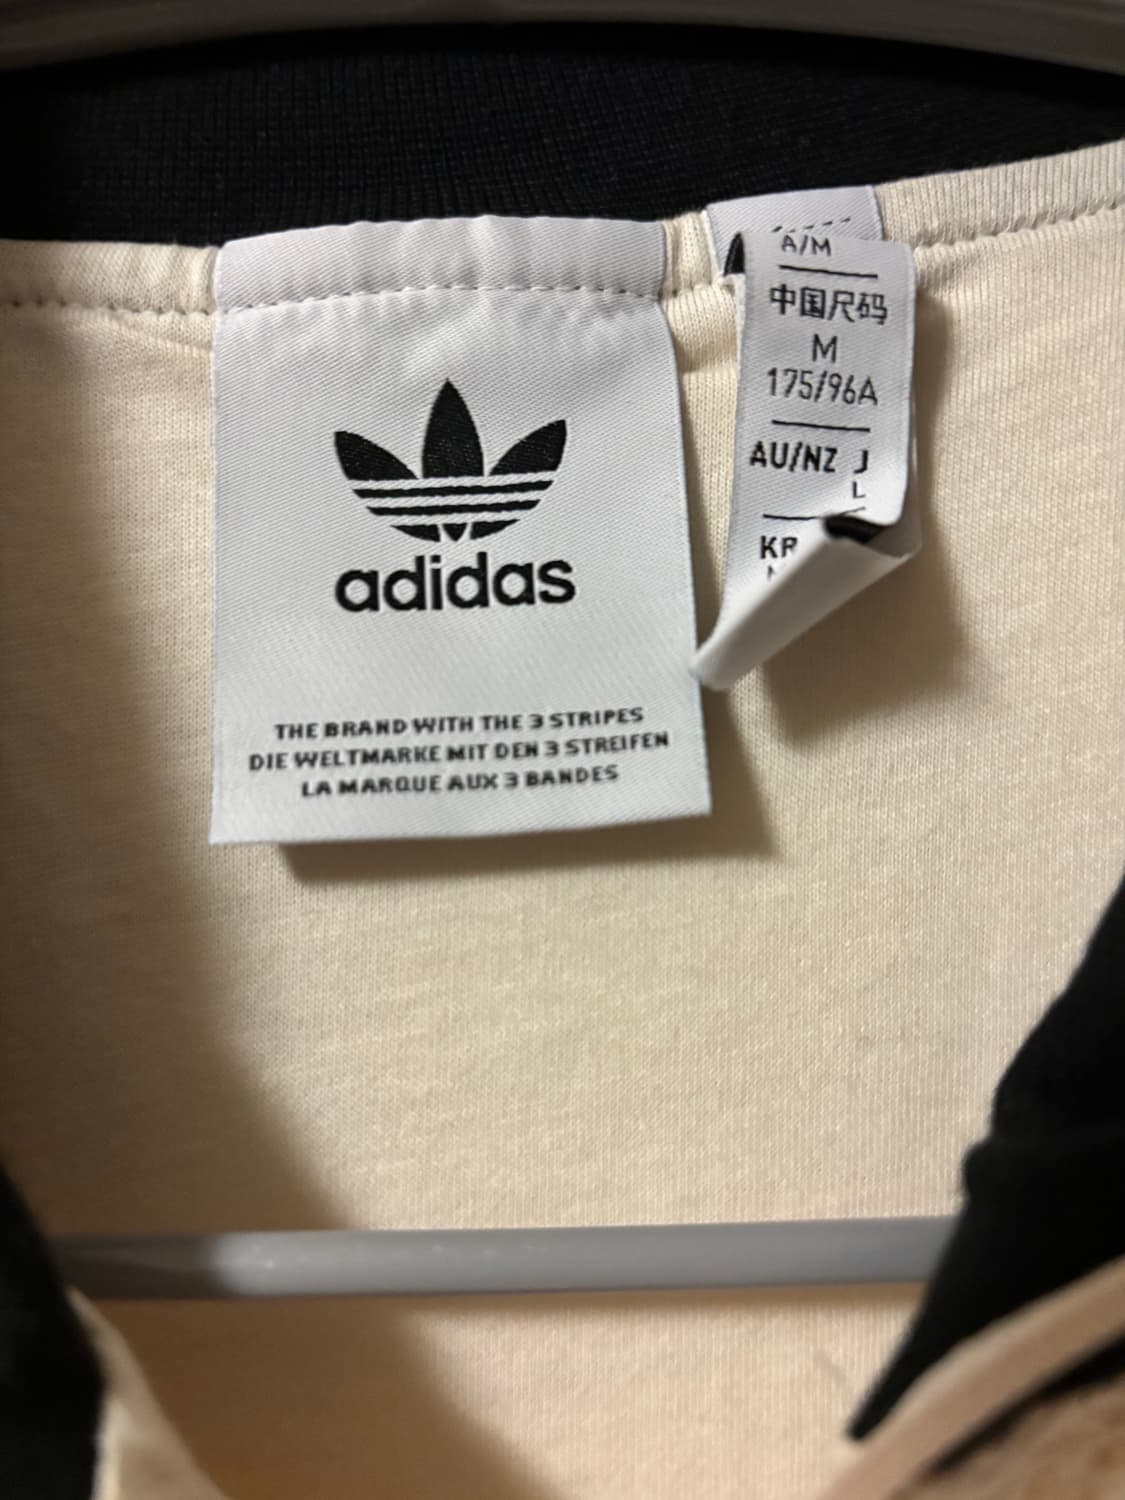 adidas
THE BRAND WITH THE 3 STRIPES
DIE WELTMARKE MIT DEN 3 STREIFEN
LA MARQUE AUX 3 BANDES
A/M
中国尺码
M
175/96A
AU/NZ J
L
KR